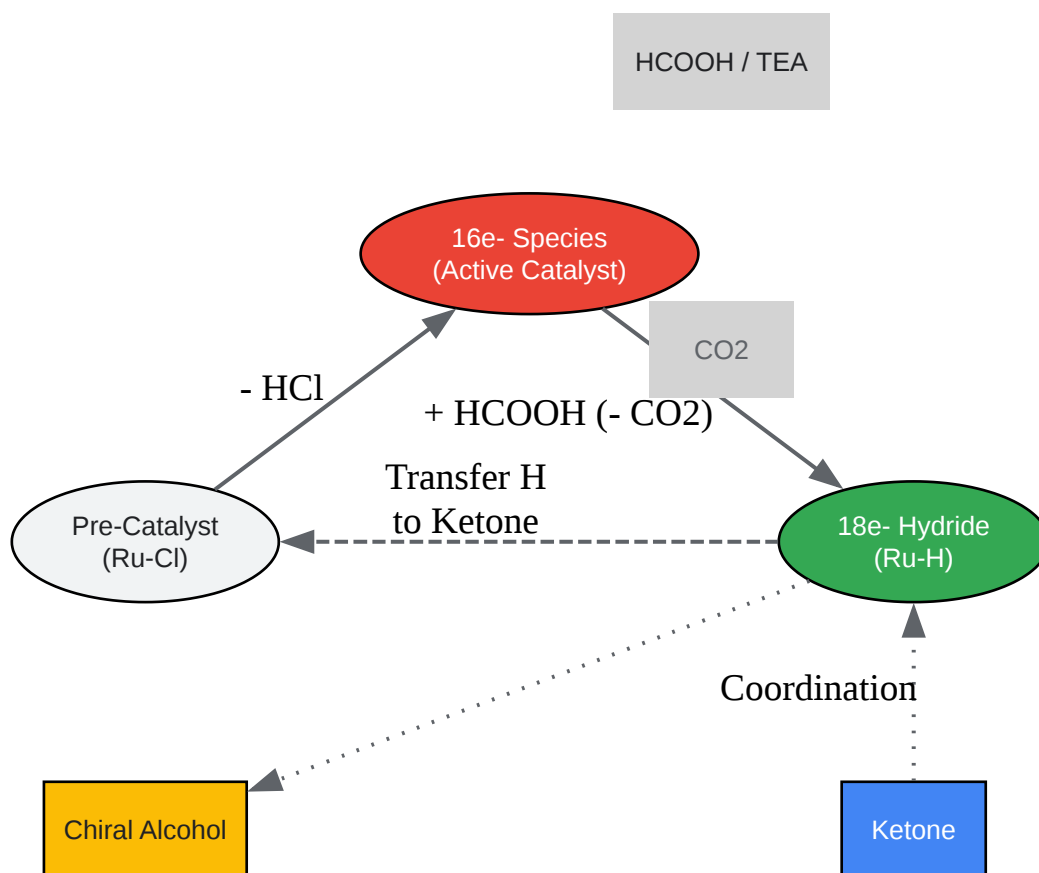 HCOOH / TEA
16e- Species
(Active Catalyst)
CO2
- HCl
+ HCOOH (- CO2)
Transfer H
to Ketone
Pre-Catalyst
(Ru-Cl)
18e- Hydride
(Ru-H)
Coordination
Chiral Alcohol
Ketone